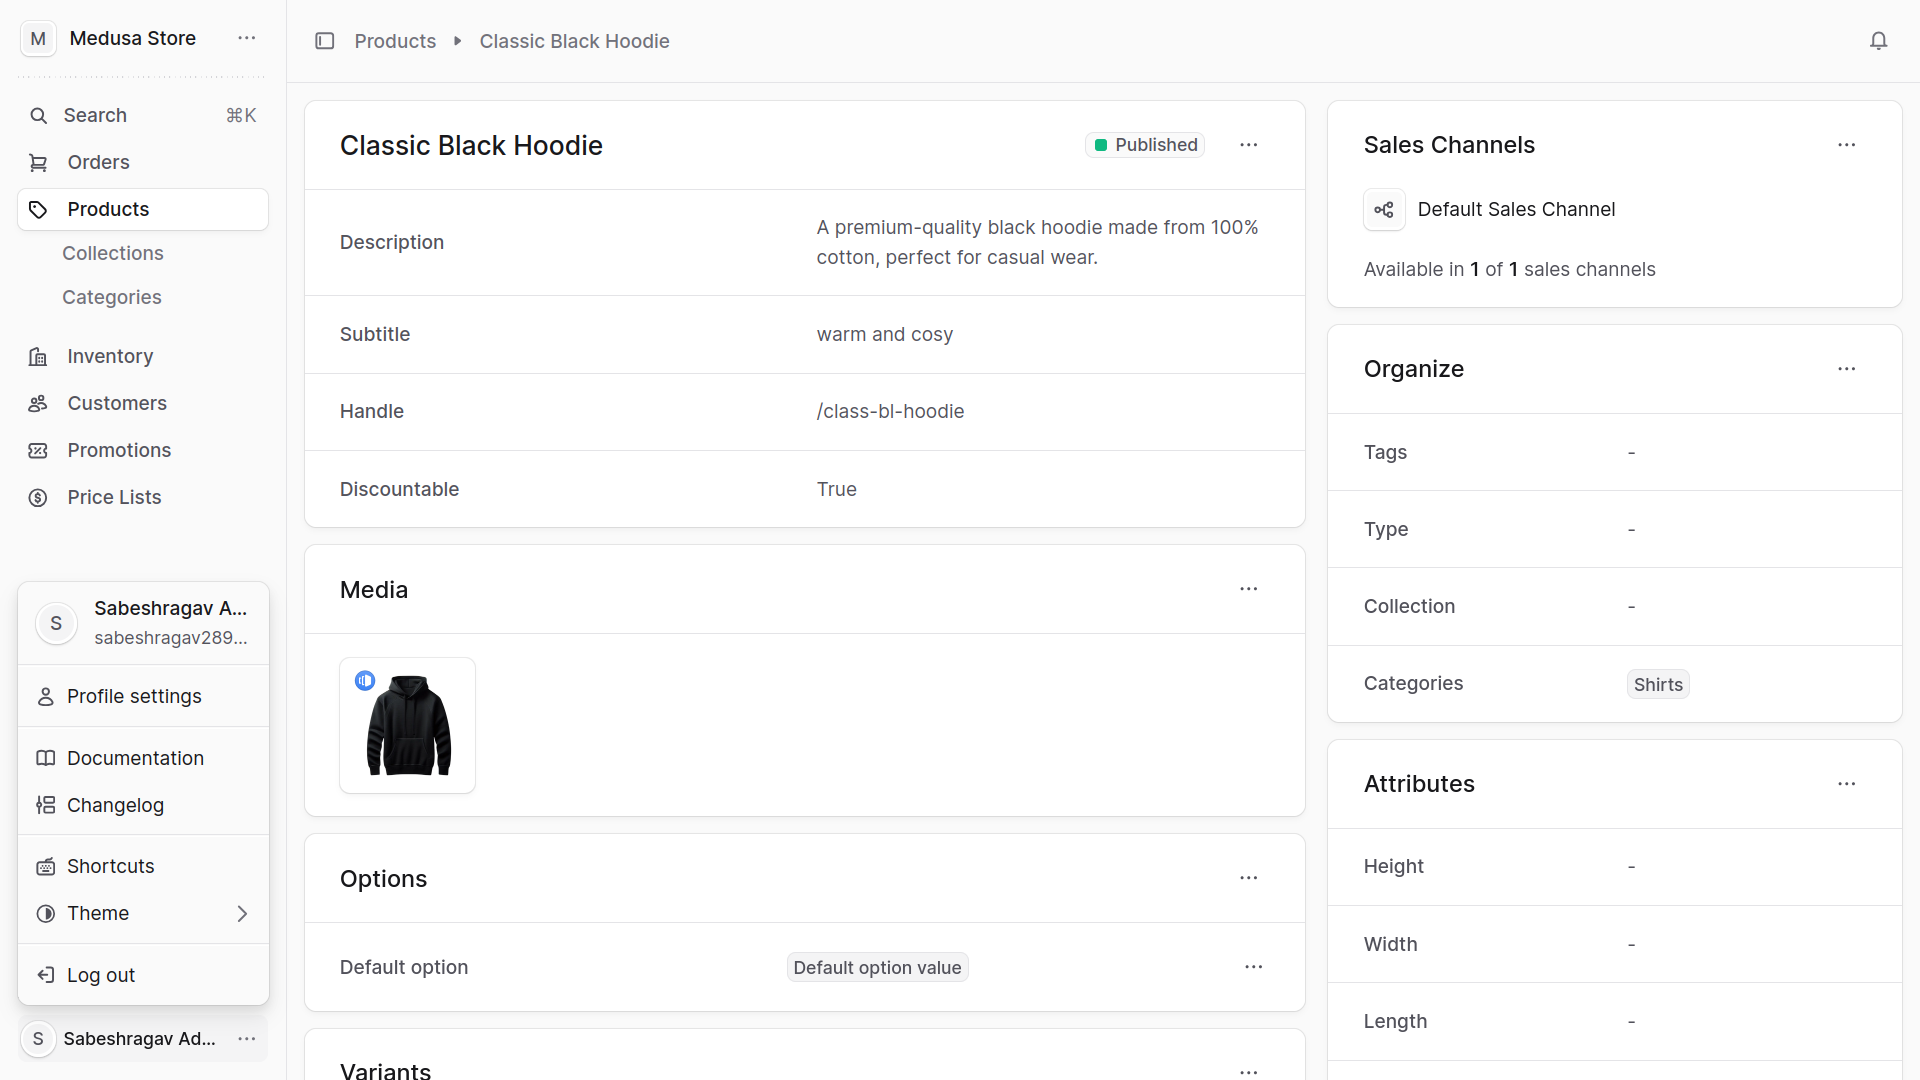 M
Medusa Store
Search
⌘K
Orders
Products
Collections
Categories
Inventory
Customers
Promotions
Price Lists
S
Sabeshragav A...
sabeshragav289...
Profile settings
Documentation
Changelog
Shortcuts
Theme
Log out
S
Sabeshragav Ad...
Products
Classic Black Hoodie
Classic Black Hoodie
Published
Description
A premium-quality black hoodie made from 100%
cotton, perfect for casual wear.
Subtitle
warm and cosy
Handle
/class-bl-hoodie
Discountable
True
Media
Options
Default option
Default option value
Variants
Sales Channels
Default Sales Channel
Available in 1 of 1 sales channels
Organize
Tags
-
Type
-
Collection
-
Categories
Shirts
Attributes
Height
-
Width
-
Length
-